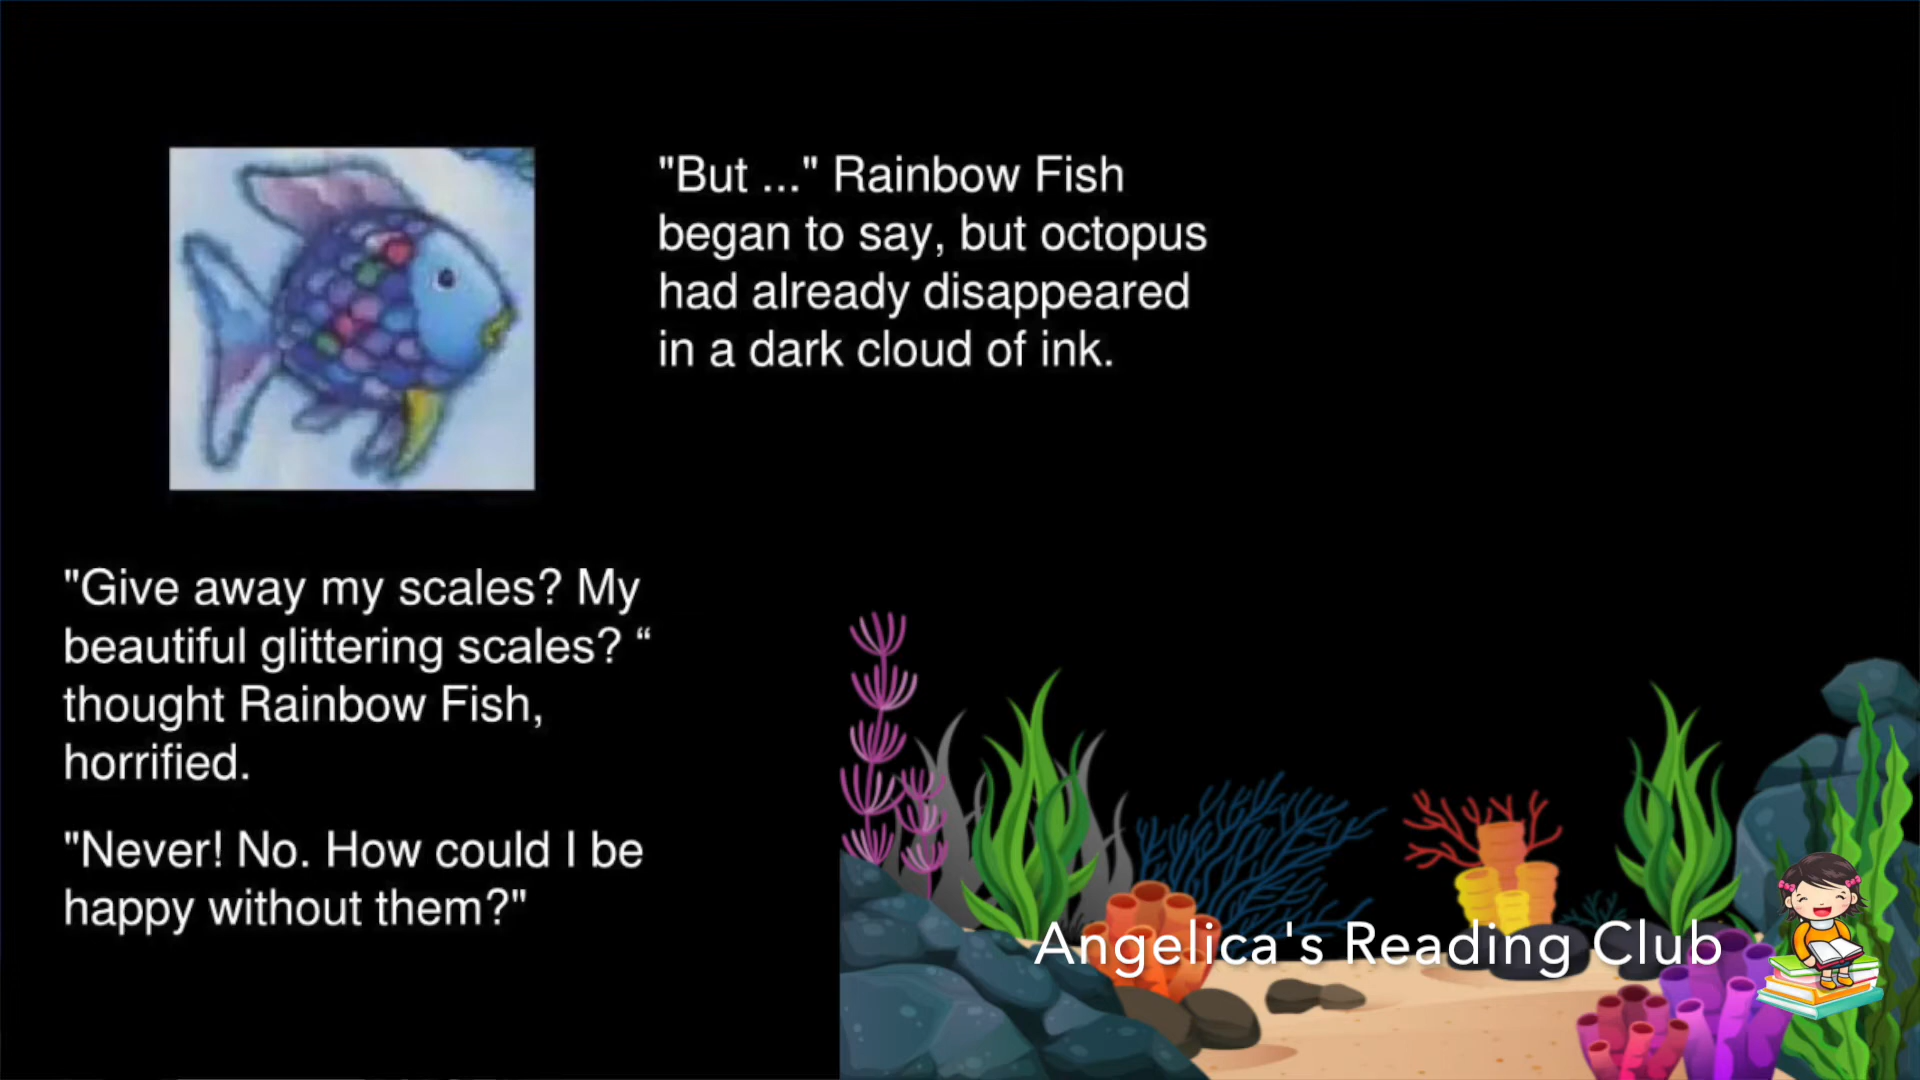 "But ..." Rainbow Fish
began to say, but octopus
had already disappeared
in a dark cloud of ink.
"Give away my scales? My
beautiful glittering scales? “
thought Rainbow Fish,
horrified.
"Never! No. How could I be
happy without them?"
Angelica's Reading Club